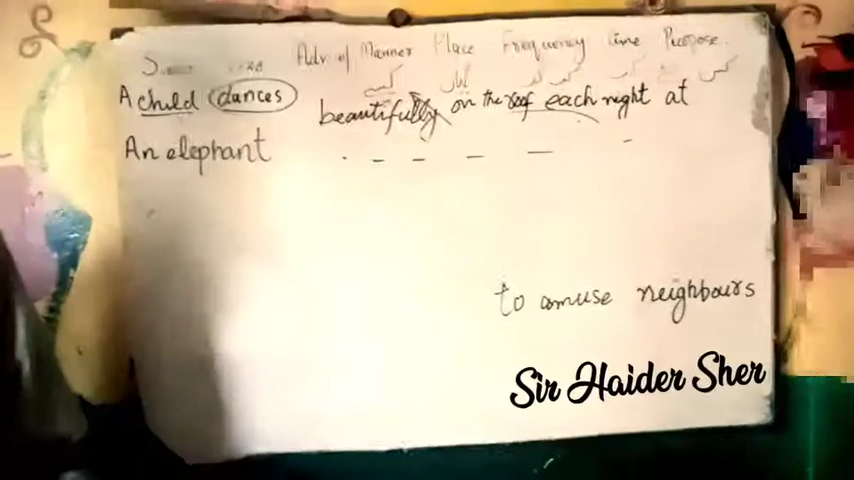 Adv of Manner Place Frequency time Purpose.
A child dances beautifully on the roof each night at
An elephant . _ _ _ _ _
to amuse neighbours
Sir Haider Sher